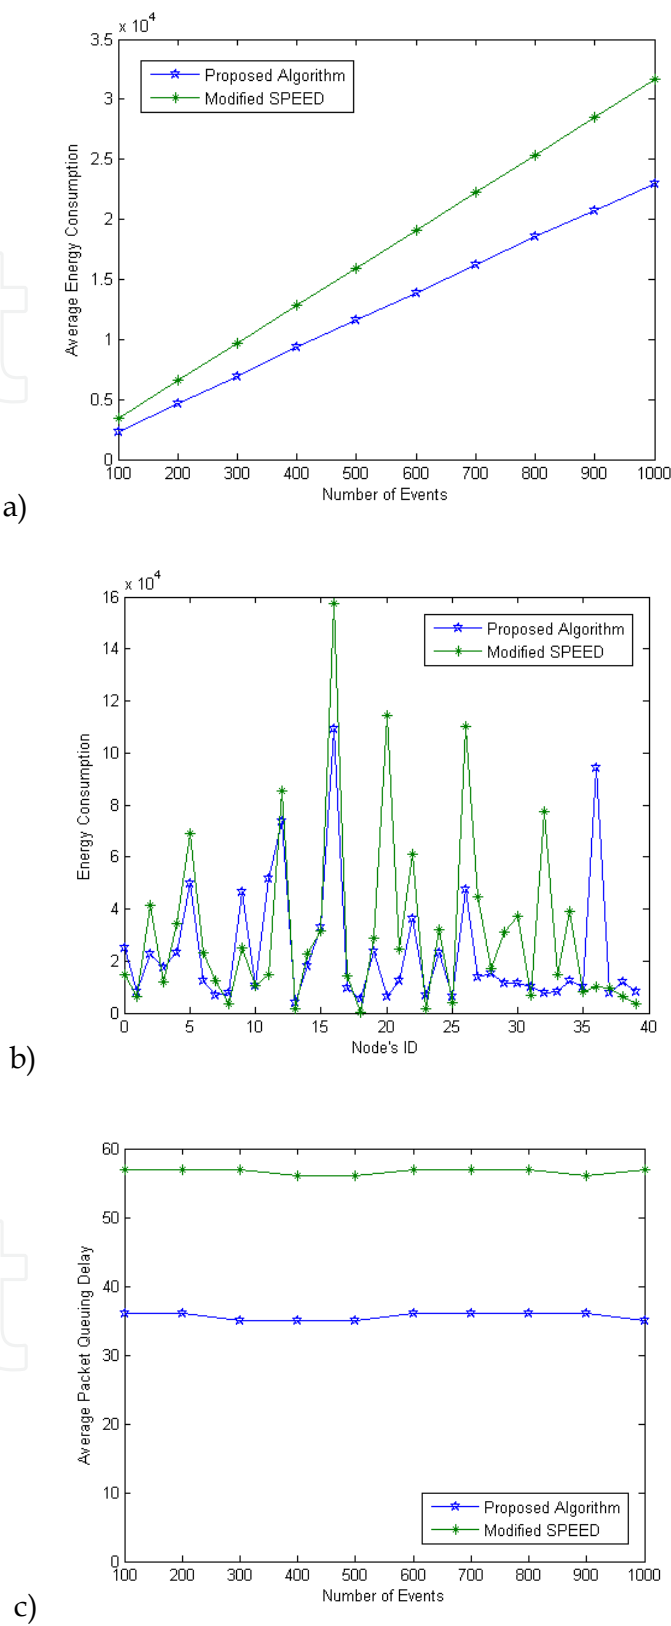 x 10^4
3.5
3
2.5
2
1.5
1
0.5
0
Proposed Algorithm
Modified SPEED
Average Energy Consumption
100 200 300 400 500 600 700 800 900 1000
Number of Events
a)
x 10^4
16
14
12
10
8
6
4
2
0
Proposed Algorithm
Modified SPEED
Energy Consumption
0 5 10 15 20 25 30 35 40
Node's ID
b)
60
50
40
30
20
10
0
Average Packet Queuing Delay
Proposed Algorithm
Modified SPEED
100 200 300 400 500 600 700 800 900 1000
Number of Events
c)